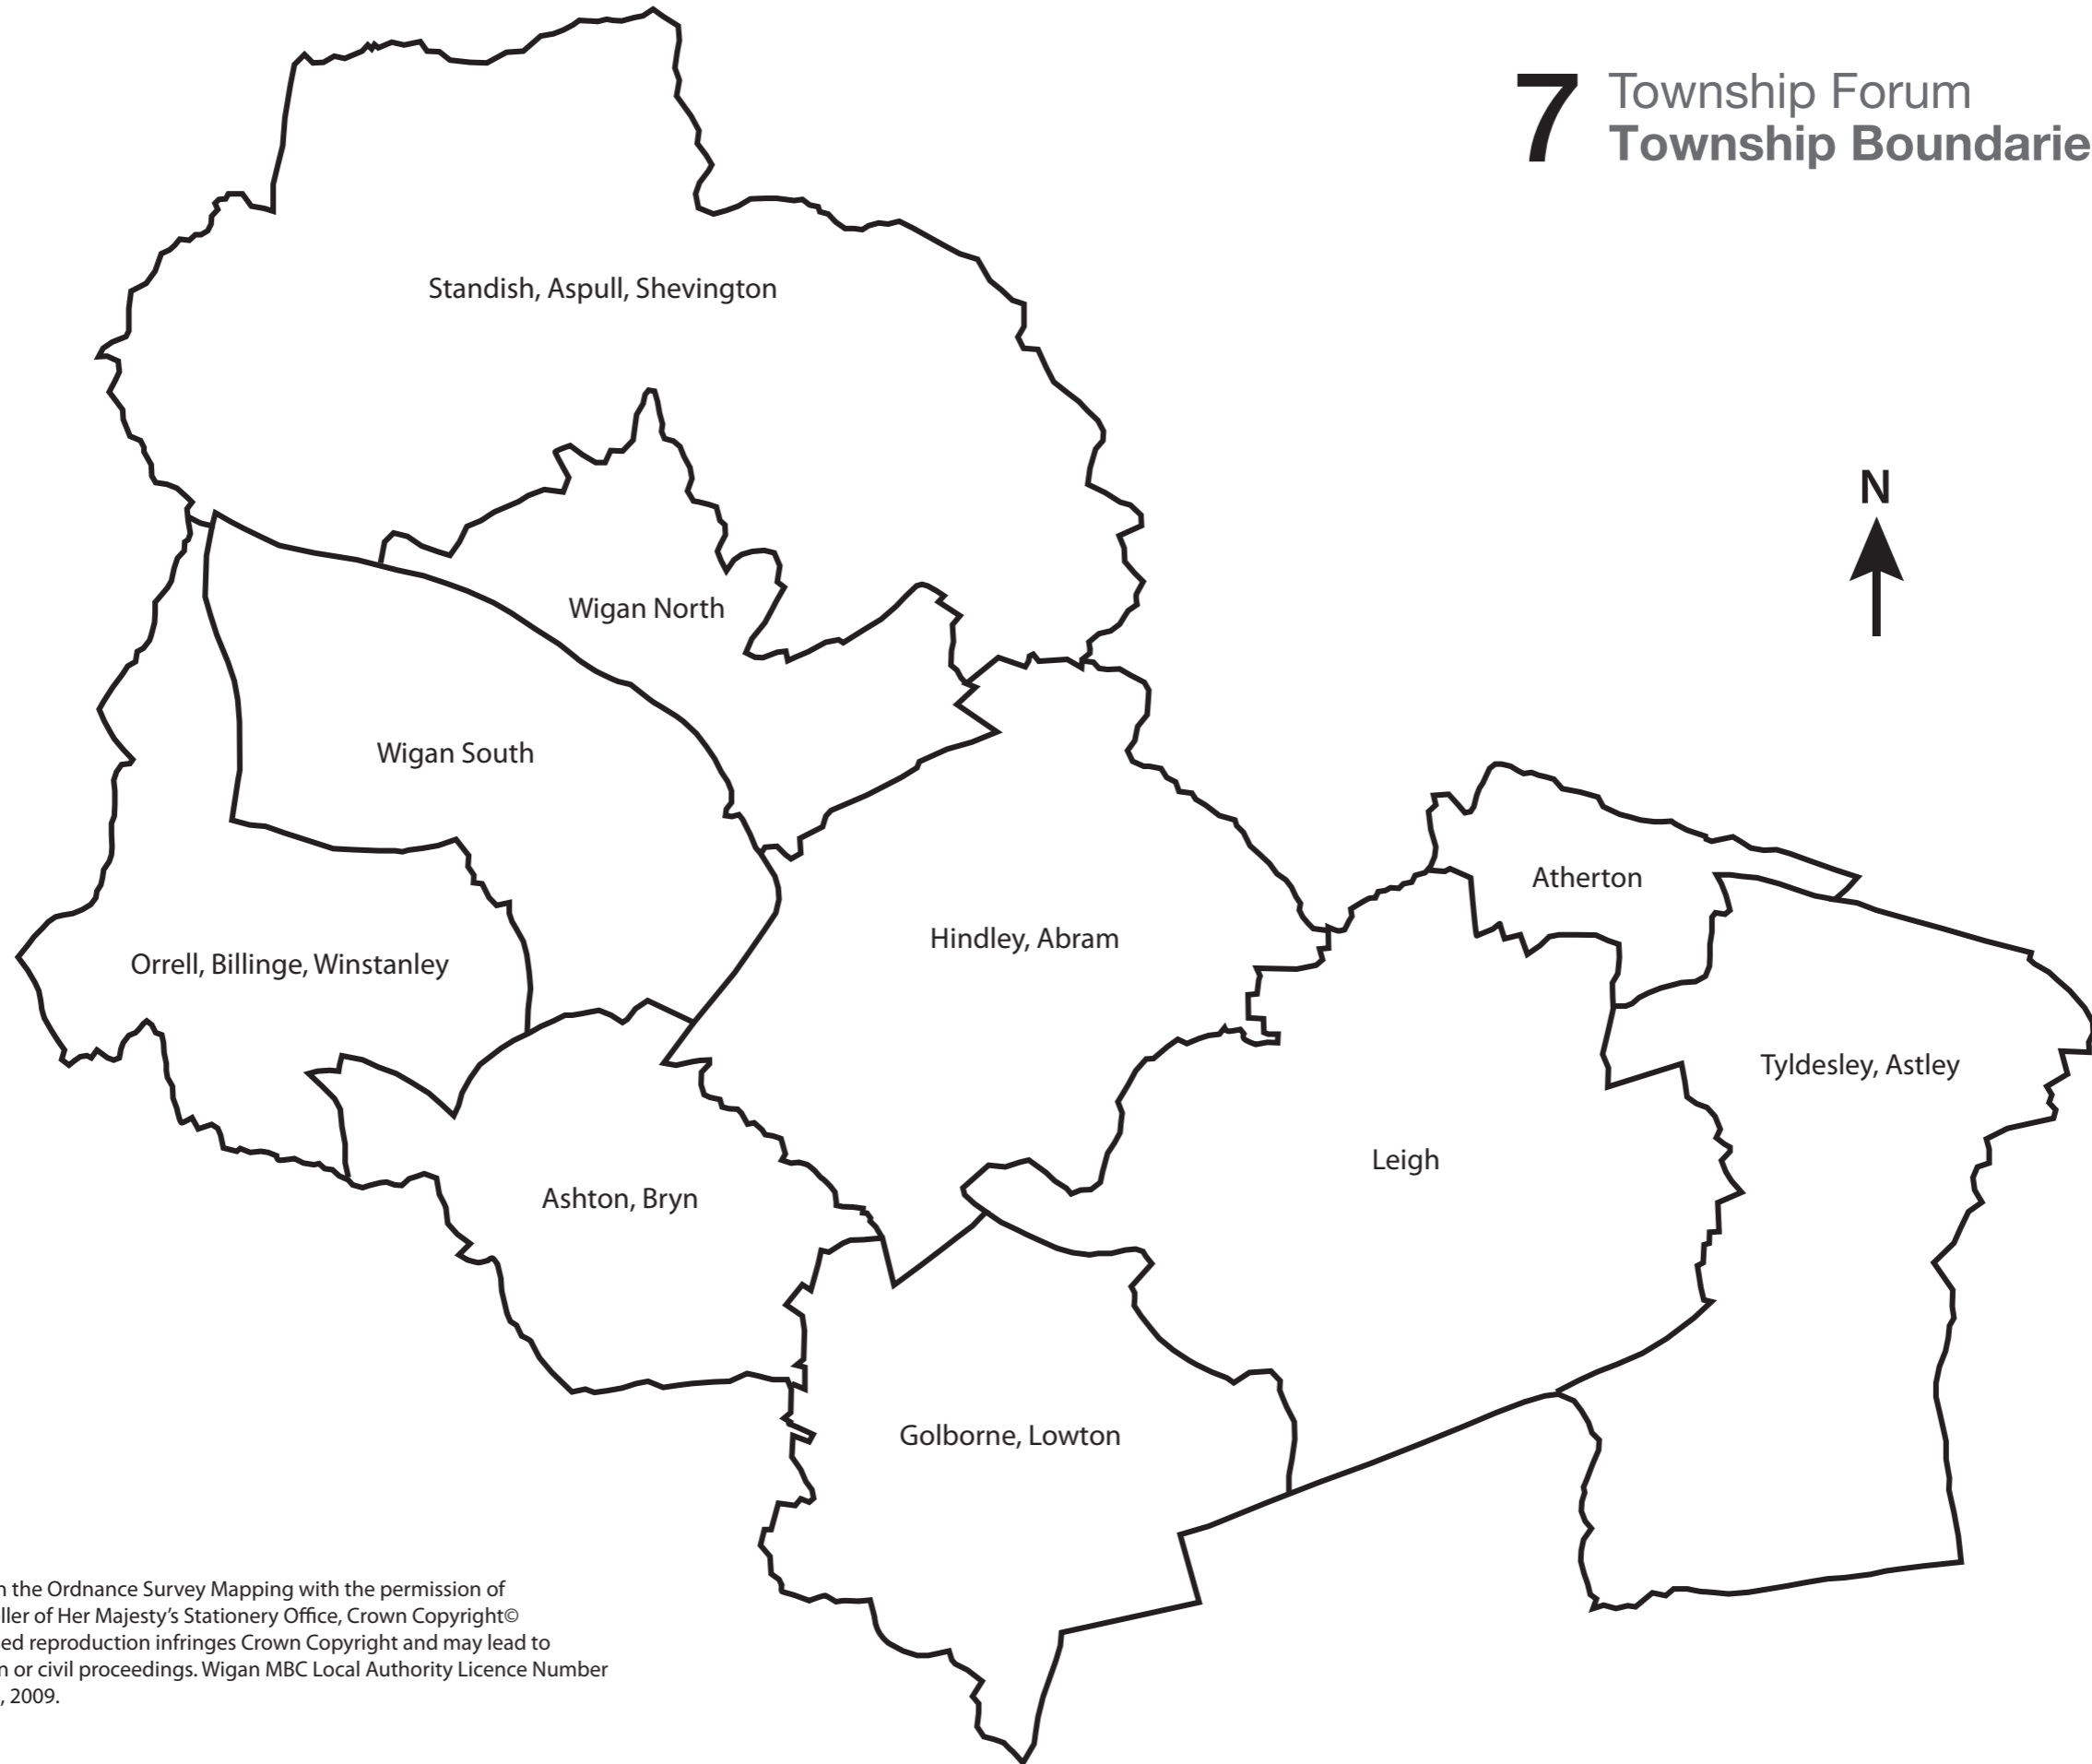 7 Township Forum
Township Boundarie
Standish, Aspull, Shevington
N
Wigan North
Wigan South
Atherton
Hindley, Abram
Orrell, Billinge, Winstanley
Tyldesley, Astley
Leigh
Ashton, Bryn
Golborne, Lowton
n the Ordnance Survey Mapping with the permission of
ller of Her Majesty's Stationery Office, Crown Copyright©
ed reproduction infringes Crown Copyright and may lead to
n or civil proceedings. Wigan MBC Local Authority Licence Number
, 2009.